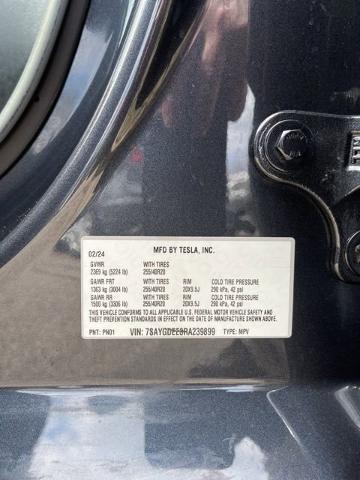 MFD BY TESLA, INC.
02/24
GVWR WITH TIRES
2369 kg (5224 lb) 255/40R20
GAWR FRT WITH TIRES RIM COLD TIRE PRESSURE
1363 kg (3004 lb) 255/40R20 20X9.5J 290 kPa, 42 psi
GAWR RR WITH TIRES RIM COLD TIRE PRESSURE
1500 kg (3306 lb) 255/40R20 20X9.5J 290 kPa, 42 psi
THIS VEHICLE CONFORMS TO ALL APPLICABLE U.S. FEDERAL MOTOR VEHICLE SAFETY AND
THEFT PREVENTION STANDARDS IN EFFECT ON THE DATE OF MANUFACTURE SHOWN ABOVE.
PNT: PN01 VIN: TYPE: MPV